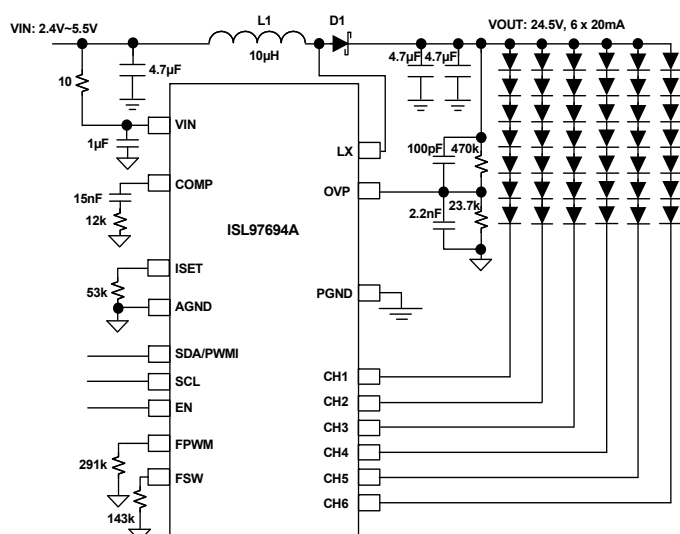 VIN: 2.4V~5.5V
L1
D1
VOUT: 24.5V, 6 x 20mA
10µH
10
4.7µF
4.7µF
4.7µF
1µF
VIN
LX
100pF
470k
COMP
OVP
15nF
12k
23.7k
2.2nF
ISL97694A
ISET
53k
AGND
PGND
SDA/PWMI
SCL
EN
CH1
CH2
CH3
FPWM
CH4
291k
FSW
CH5
CH6
143k